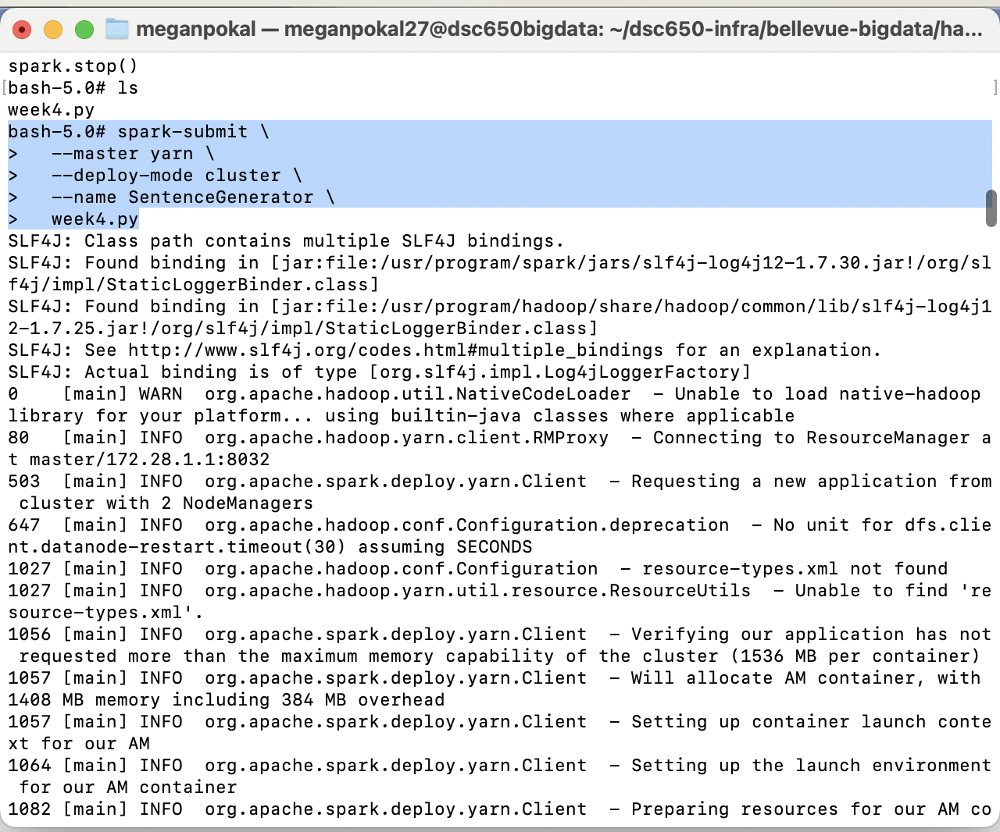 meganpokal — meganpokal27@dsc650bigdata: ~/dsc650-infra/bellevue-bigdata/ha...
spark.stop()
[bash-5.0# ls ]
week4.py
bash-5.0# spark-submit \
>   --master yarn \
>   --deploy-mode cluster \
>   --name SentenceGenerator \
>   week4.py
SLF4J: Class path contains multiple SLF4J bindings.
SLF4J: Found binding in [jar:file:/usr/program/spark/jars/slf4j-log4j12-1.7.30.jar!/org/sl
f4j/impl/StaticLoggerBinder.class]
SLF4J: Found binding in [jar:file:/usr/program/hadoop/share/hadoop/common/lib/slf4j-log4j1
2-1.7.25.jar!/org/slf4j/impl/StaticLoggerBinder.class]
SLF4J: See http://www.slf4j.org/codes.html#multiple_bindings for an explanation.
SLF4J: Actual binding is of type [org.slf4j.impl.Log4jLoggerFactory]
0    [main] WARN  org.apache.hadoop.util.NativeCodeLoader  - Unable to load native-hadoop
library for your platform... using builtin-java classes where applicable
80   [main] INFO  org.apache.hadoop.yarn.client.RMProxy  - Connecting to ResourceManager a
t master/172.28.1.1:8032
503  [main] INFO  org.apache.spark.deploy.yarn.Client  - Requesting a new application from
 cluster with 2 NodeManagers
647  [main] INFO  org.apache.hadoop.conf.Configuration.deprecation  - No unit for dfs.clie
nt.datanode-restart.timeout(30) assuming SECONDS
1027 [main] INFO  org.apache.hadoop.conf.Configuration  - resource-types.xml not found
1027 [main] INFO  org.apache.hadoop.yarn.util.resource.ResourceUtils  - Unable to find 're
source-types.xml'.
1056 [main] INFO  org.apache.spark.deploy.yarn.Client  - Verifying our application has not
 requested more than the maximum memory capability of the cluster (1536 MB per container)
1057 [main] INFO  org.apache.spark.deploy.yarn.Client  - Will allocate AM container, with
1408 MB memory including 384 MB overhead
1057 [main] INFO  org.apache.spark.deploy.yarn.Client  - Setting up container launch conte
xt for our AM
1064 [main] INFO  org.apache.spark.deploy.yarn.Client  - Setting up the launch environment
 for our AM container
1082 [main] INFO  org.apache.spark.deploy.yarn.Client  - Preparing resources for our AM co